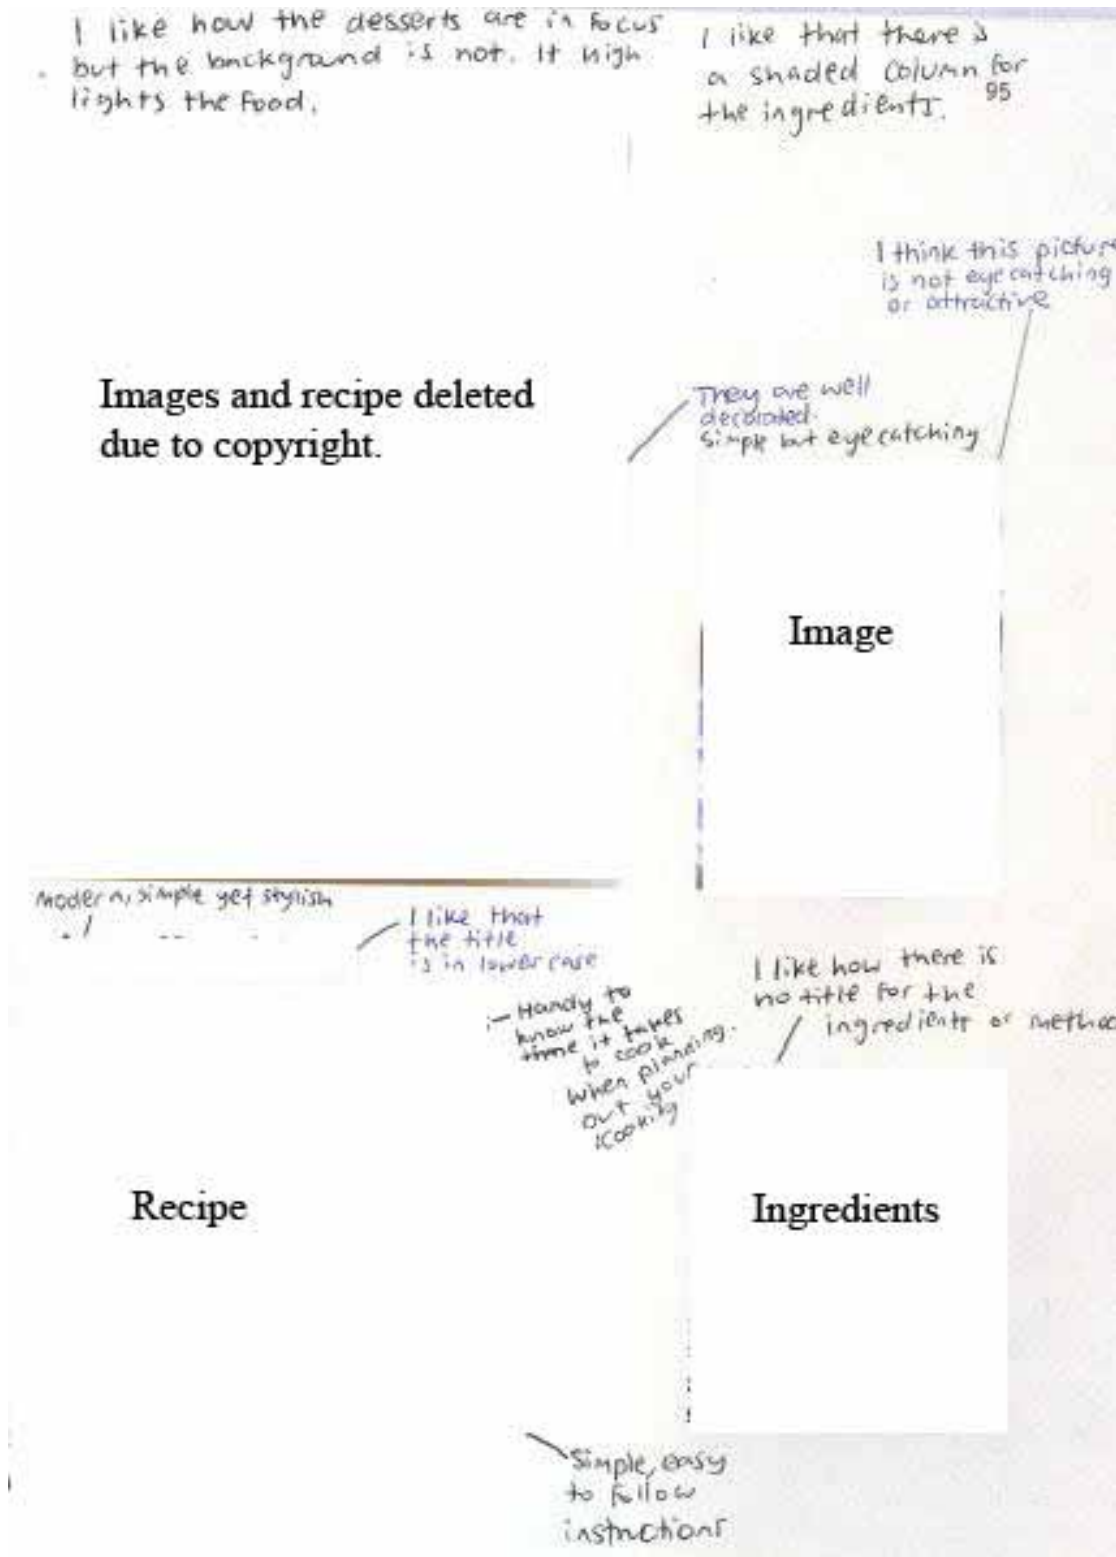 I like how the desserts are in focus
but the background is not. It high
lights the food.
I like that there is
a shaded column for
the ingredients.
95
I think this picture
is not eyecatching
or attractive
They are well
decorated.
simple but eyecatching
Images and recipe deleted
due to copyright.
Image
Modern, simple yet stylish
I like that
the title
is in lower case
Handy to
know the
time it takes
to cook
when planning.
out your
cooking
I like how there is
no title for the
ingredients or method
Recipe
Ingredients
Simple, easy
to follow
instructions